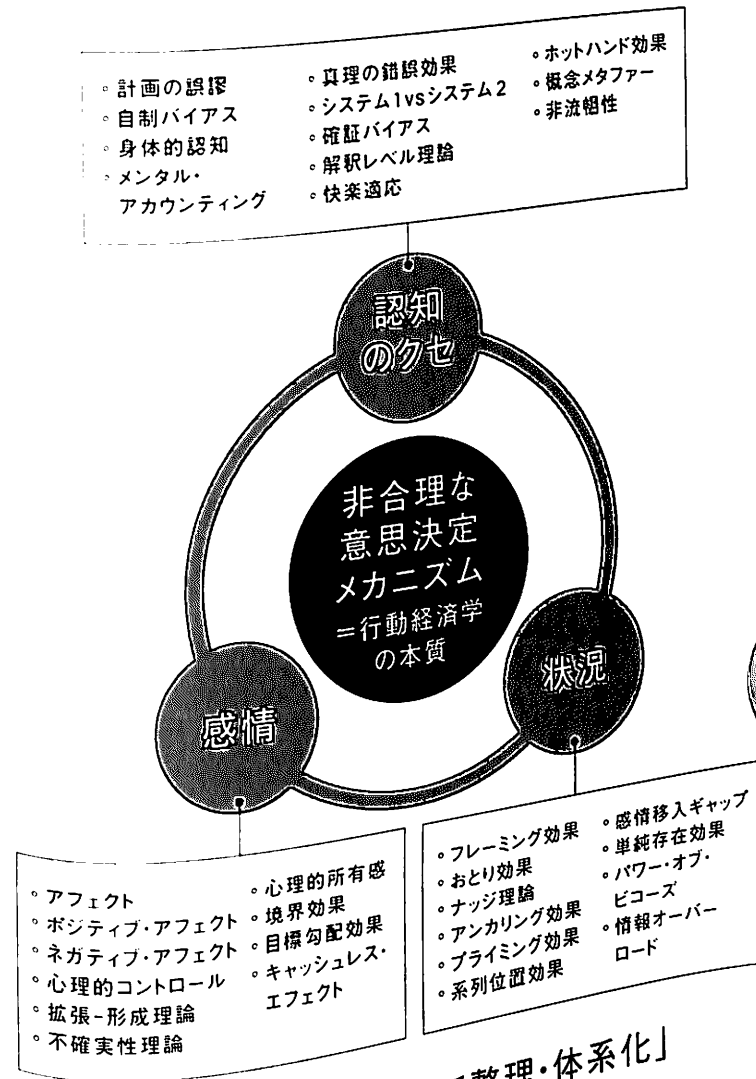 ◦計画の誤謬
◦自制バイアス
◦身体的認知
◦メンタル・
アカウンティング
◦真理の錯誤効果
◦システム1vsシステム2
◦確証バイアス
◦解釈レベル理論
◦快楽適応
◦ホットハンド効果
◦概念メタファー
◦非流暢性
認知
のクセ
非合理な
意思決定
メカニズム
＝行動経済学
の本質
感情
状況
◦アフェクト
◦ポジティブ・アフェクト
◦ネガティブ・アフェクト
◦心理的コントロール
◦拡張-形成理論
◦不確実性理論
◦心理的所有感
◦境界効果
◦目標勾配効果
◦キャッシュレス・
エフェクト
◦フレーミング効果
◦おとり効果
◦ナッジ理論
◦アンカリング効果
◦プライミング効果
◦系列位置効果
◦感情移入ギャップ
◦単純存在効果
◦パワー・オブ・
ビコーズ
◦情報オーバー
ロード
整理・体系化」